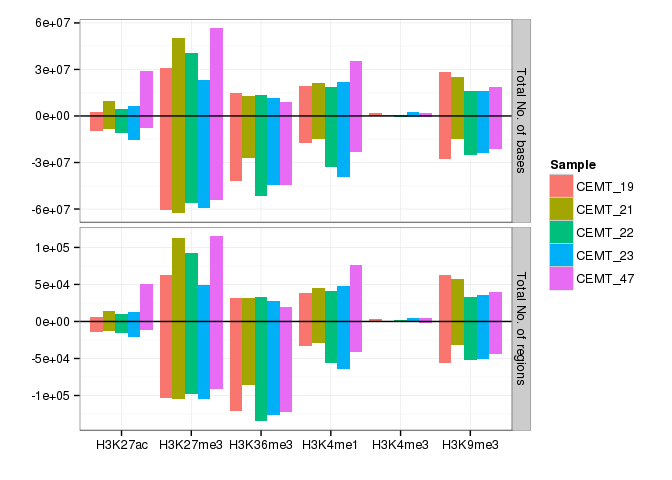 6e+07
3e+07
0e+00
-3e+07
-6e+07
Total No. of bases
1e+05
5e+04
0e+00
-5e+04
-1e+05
Total No. of regions
H3K27ac H3K27me3 H3K36me3 H3K4me1 H3K4me3 H3K9me3
Sample
CEMT_19
CEMT_21
CEMT_22
CEMT_23
CEMT_47